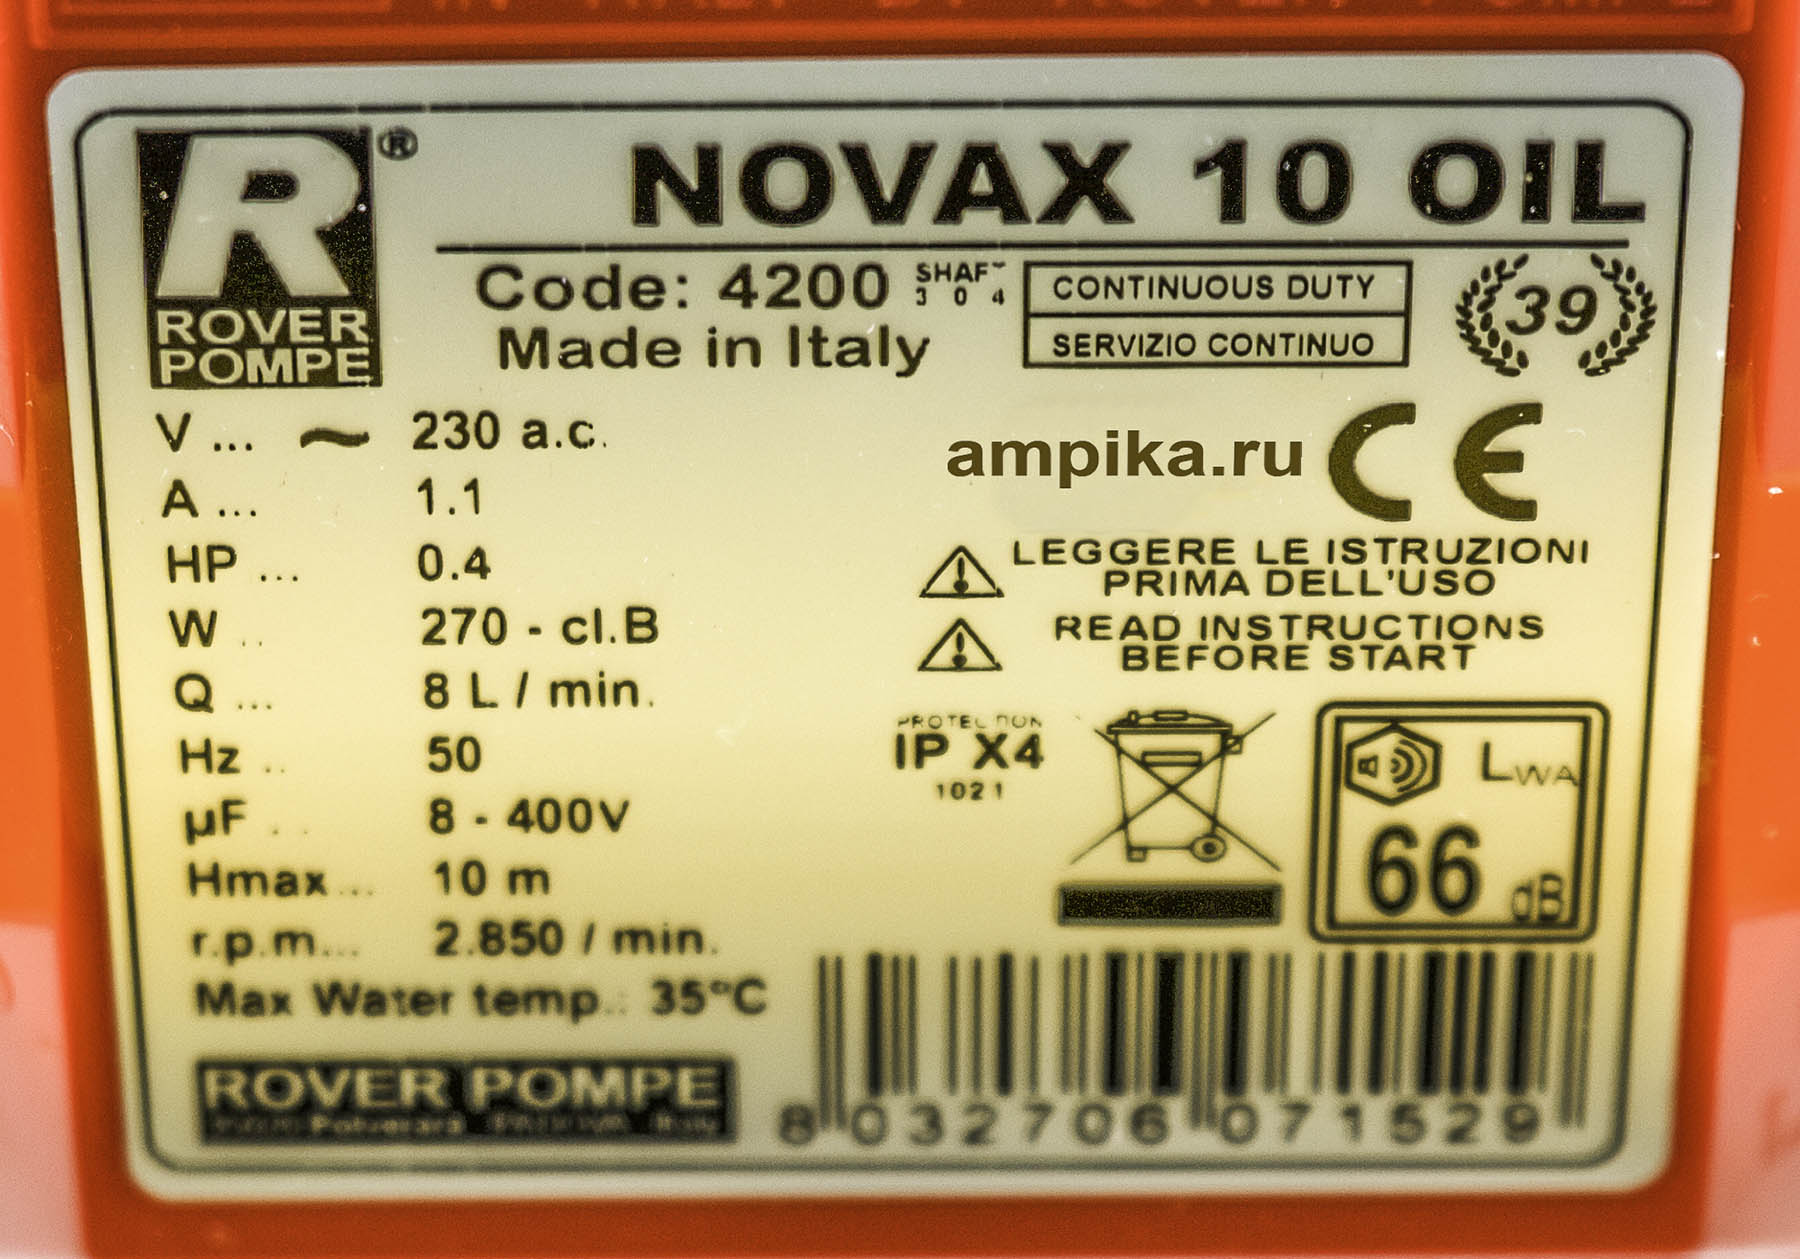 R®
ROVER
POMPE
NOVAX 10 OIL
Code: 4200 SHAFT
304
Made in Italy
CONTINUOUS DUTY
SERVIZIO CONTINUO
39
V ... ~ 230 a.c.
A ... 1.1
HP ... 0.4
W .. 270 - cl.B
Q ... 8 L / min.
Hz .. 50
µF .. 8 - 400V
Hmax... 10 m
r.p.m... 2.850 / min.
Max Water temp.: 35°C
ampika.ru CE
LEGGERE LE ISTRUZIONI
PRIMA DELL'USO
READ INSTRUCTIONS
BEFORE START
PROTECTION
IP X4
1021
LWA
66 dB
ROVER POMPE
Polverara
8 032706 071529